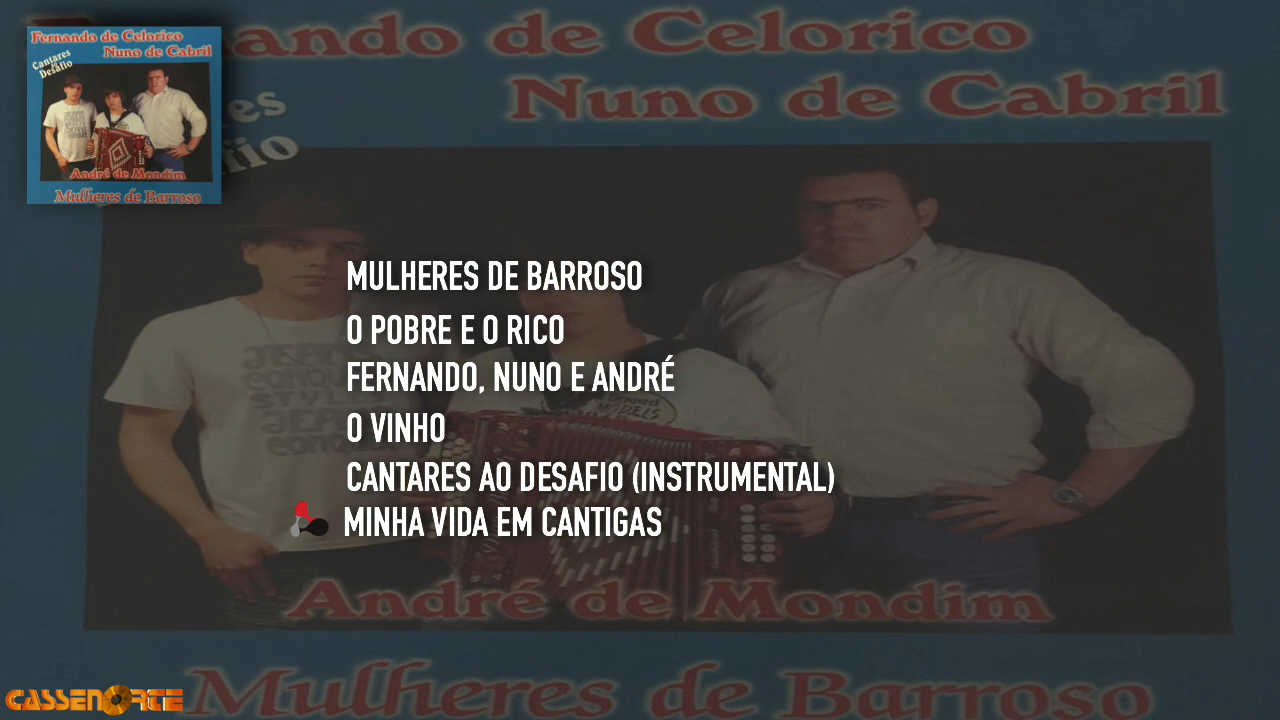 Fernando de Celorico
Nuno de Cabril
Cantares
ao
Desafio
André de Mondim
Mulheres de Barroso
ando de Celorico
Nuno de Cabril
es
fio
MULHERES DE BARROSO
O POBRE E O RICO
FERNANDO, NUNO E ANDRÉ
O VINHO
CANTARES AO DESAFIO (INSTRUMENTAL)
MINHA VIDA EM CANTIGAS
MODELS
André de Mondim
Mulheres de Barroso
CASSENORTE